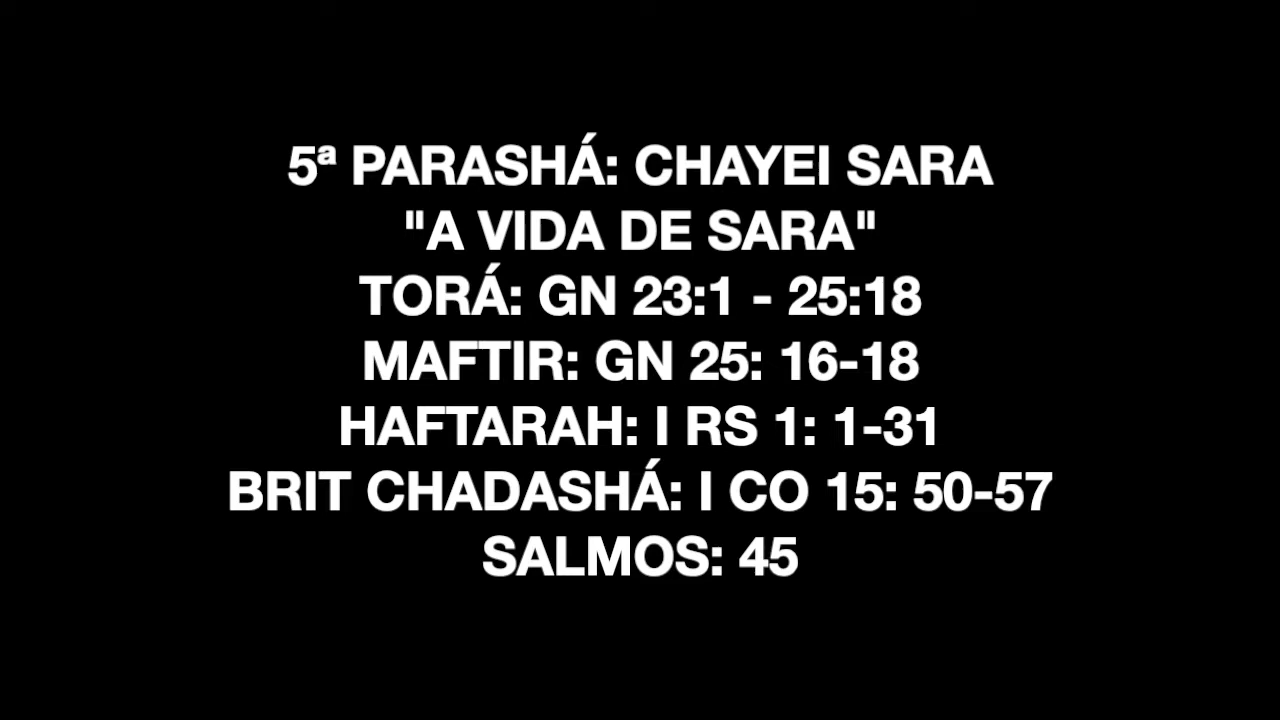 5ª PARASHÁ: CHAYEI SARA
"A VIDA DE SARA"
TORÁ: GN 23:1 - 25:18
MAFTIR: GN 25: 16-18
HAFTARAH: I RS 1: 1-31
BRIT CHADASHÁ: I CO 15: 50-57
SALMOS: 45